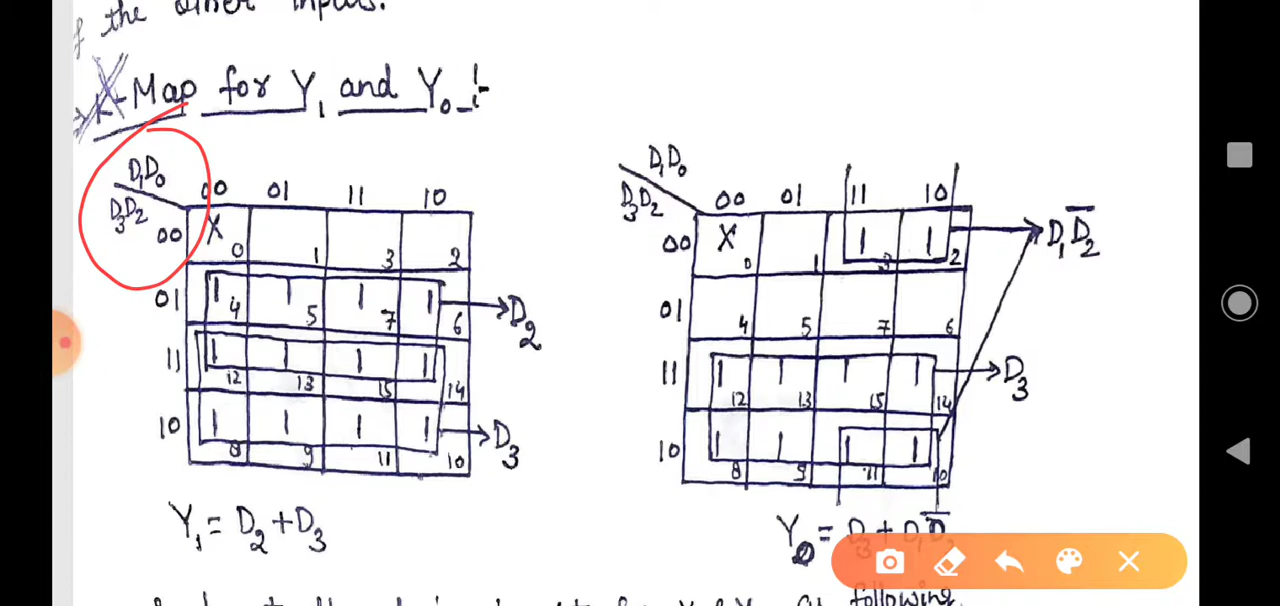 of the other inputs.
K-Map for Y₁ and Y₀ :-
D₁D₀
D₃D₂
00 01 11 10
00 X 0 1 3 2
01 1 4 1 5 1 7 1 6 → D₂
11 1 12 1 13 1 15 1 14
10 1 8 1 9 1 11 1 10 → D₃
Y₁ = D₂ + D₃
D₁D₀
D₃D₂
00 01 11 10
00 X 0 1 1 3 1 2 → D₁D̅₂
01 4 5 7 6
11 1 12 1 13 1 15 1 14 → D₃
10 1 8 1 9 1 11 1 10
Y₀ = D₃ + D₁D̅
following